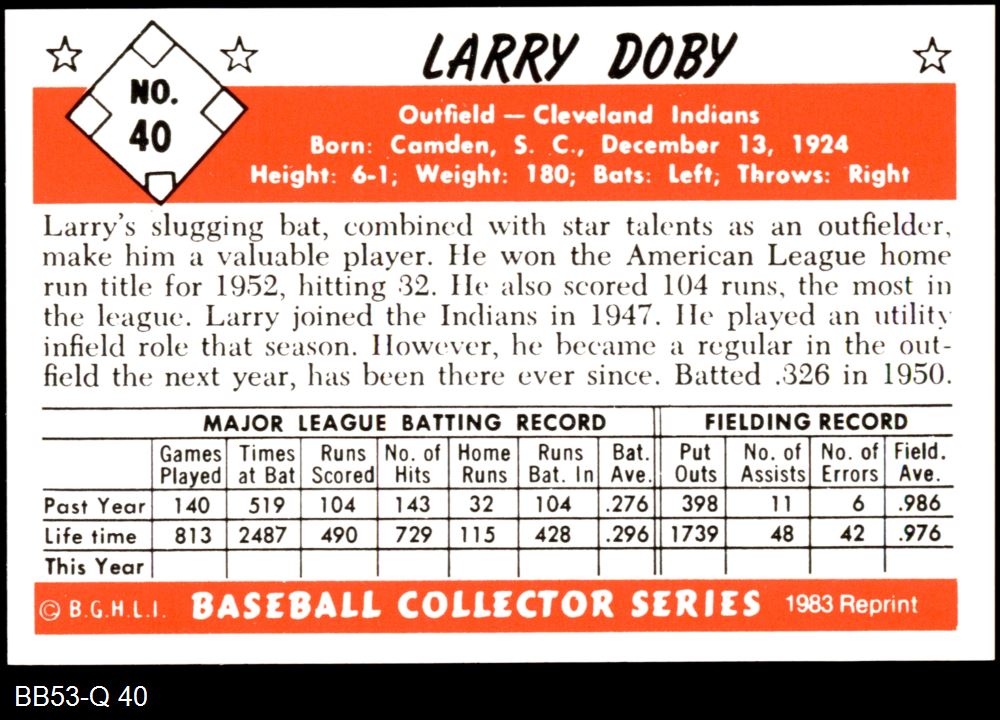 LARRY DOBY
NO.
40
Outfield — Cleveland Indians
Born: Camden, S. C., December 13, 1924
Height: 6-1; Weight: 180; Bats: Left; Throws: Right
Larry's slugging bat, combined with star talents as an outfielder,
make him a valuable player. He won the American League home
run title for 1952, hitting 32. He also scored 104 runs, the most in
the league. Larry joined the Indians in 1947. He played an utility
infield role that season. However, he became a regular in the out-
field the next year, has been there ever since. Batted .326 in 1950.
MAJOR LEAGUE BATTING RECORD FIELDING RECORD
Games Times Runs No. of Home Runs Bat. Put No. of No. of Field.
Played at Bat Scored Hits Runs Bat. In Ave. Outs Assists Errors Ave.
Past Year 140 519 104 143 32 104 .276 398 11 6 .986
Life time 813 2487 490 729 115 428 .296 1739 48 42 .976
This Year
© B.G.H.L.I. BASEBALL COLLECTOR SERIES 1983 Reprint
BB53-Q 40